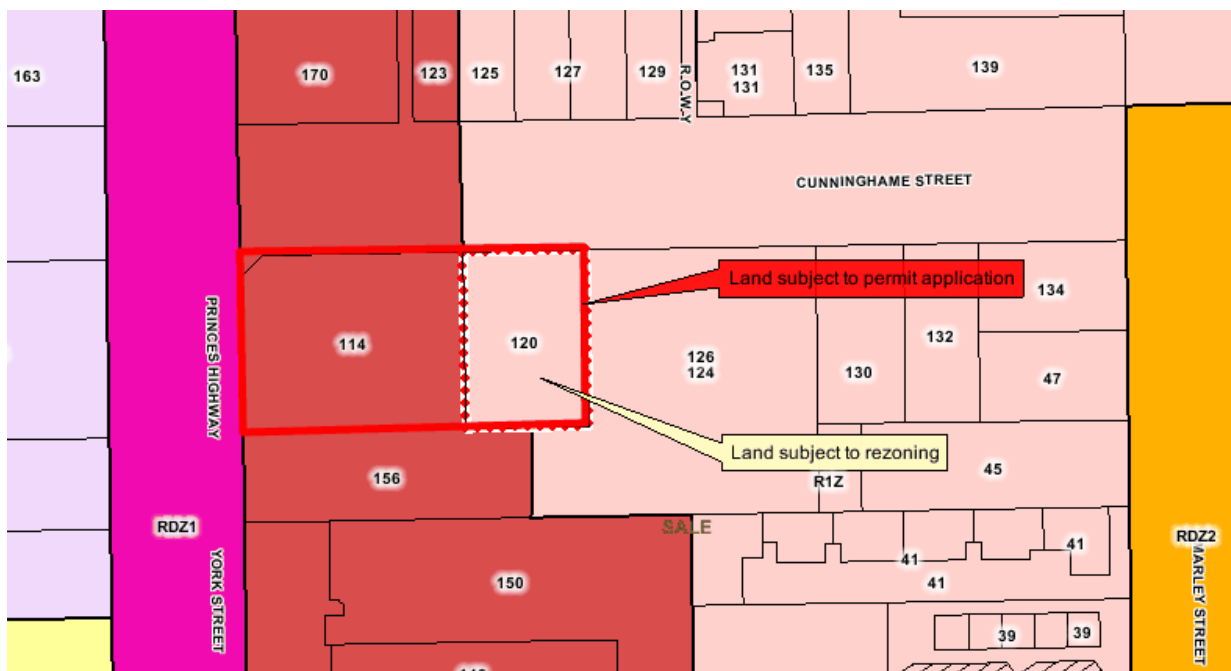 163
170
123
125
127
129
R.O.W-Y
131
131
135
139
CUNNINGHAME STREET
Land subject to permit application
134
PRINCES HIGHWAY
114
120
126
124
130
132
47
Land subject to rezoning
156
R1Z
45
RDZ1
SALE
RDZ2
YORK STREET
150
41
41
41
MARLEY STREET
39
39